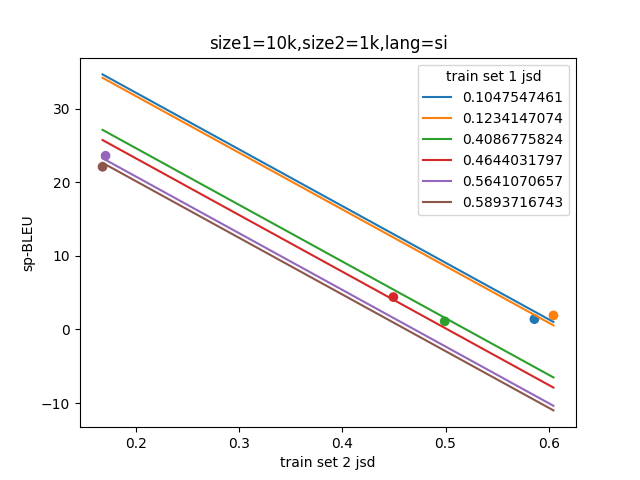 size1=10k,size2=1k,lang=si
train set 1 jsd
0.1047547461
0.1234147074
0.4086775824
0.4644031797
0.5641070657
0.5893716743
sp-BLEU
30
20
10
0
−10
0.2 0.3 0.4 0.5 0.6
train set 2 jsd